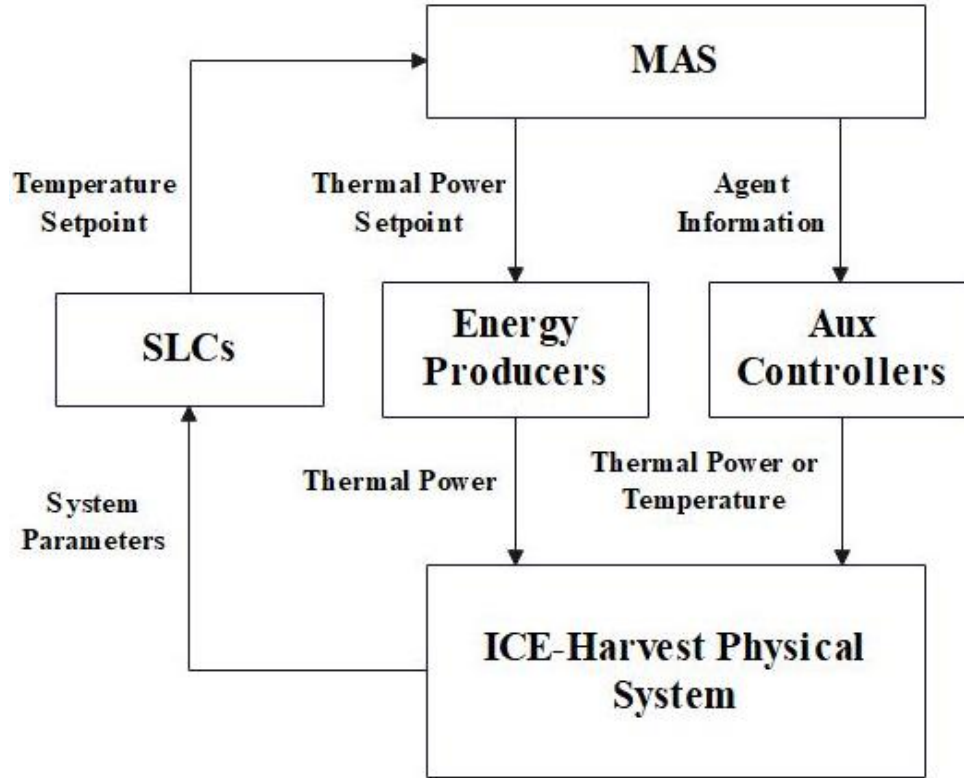 MAS
Temperature
Setpoint
Thermal Power
Setpoint
Agent
Information
SLCs
Energy
Producers
Aux
Controllers
System
Parameters
Thermal Power
Thermal Power or
Temperature
ICE-Harvest Physical
System